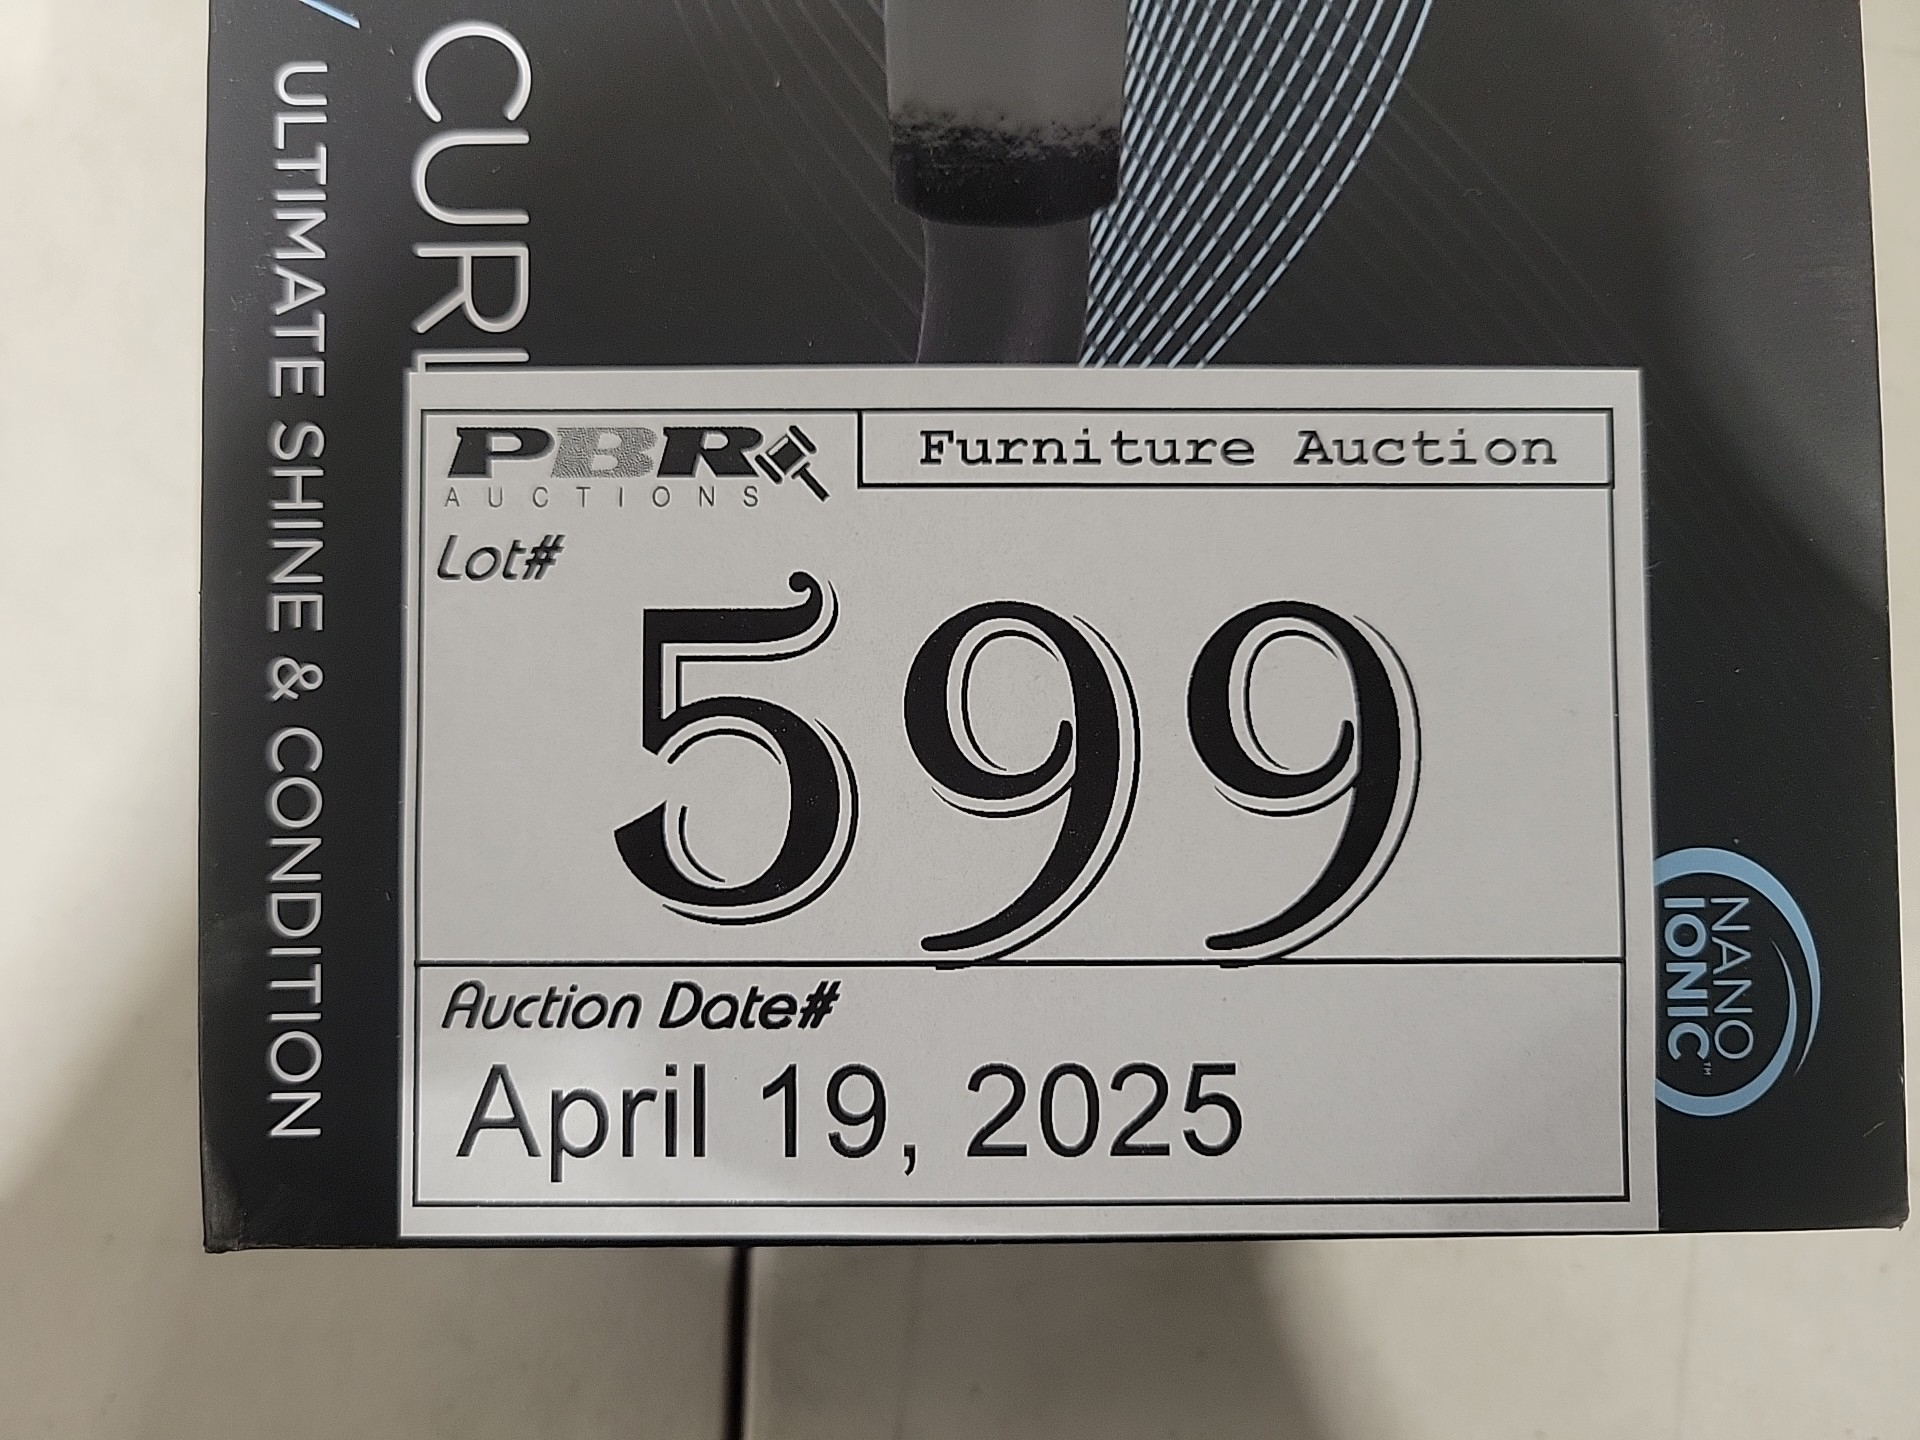 CURL
ULTIMATE SHINE & CONDITION
PBR
AUCTIONS
Furniture Auction
Lot#
599
Auction Date#
April 19, 2025
NANO
IONIC™